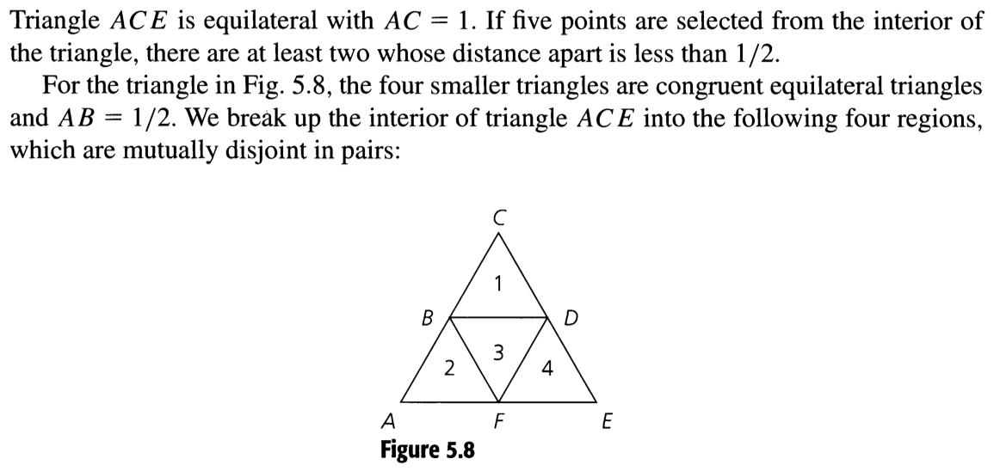 Triangle ACE is equilateral with AC = 1. If five points are selected from the interior of
the triangle, there are at least two whose distance apart is less than 1/2.
For the triangle in Fig. 5.8, the four smaller triangles are congruent equilateral triangles
and AB = 1/2. We break up the interior of triangle ACE into the following four regions,
which are mutually disjoint in pairs:
C
1
B
D
3
2
4
A
F
E
Figure 5.8